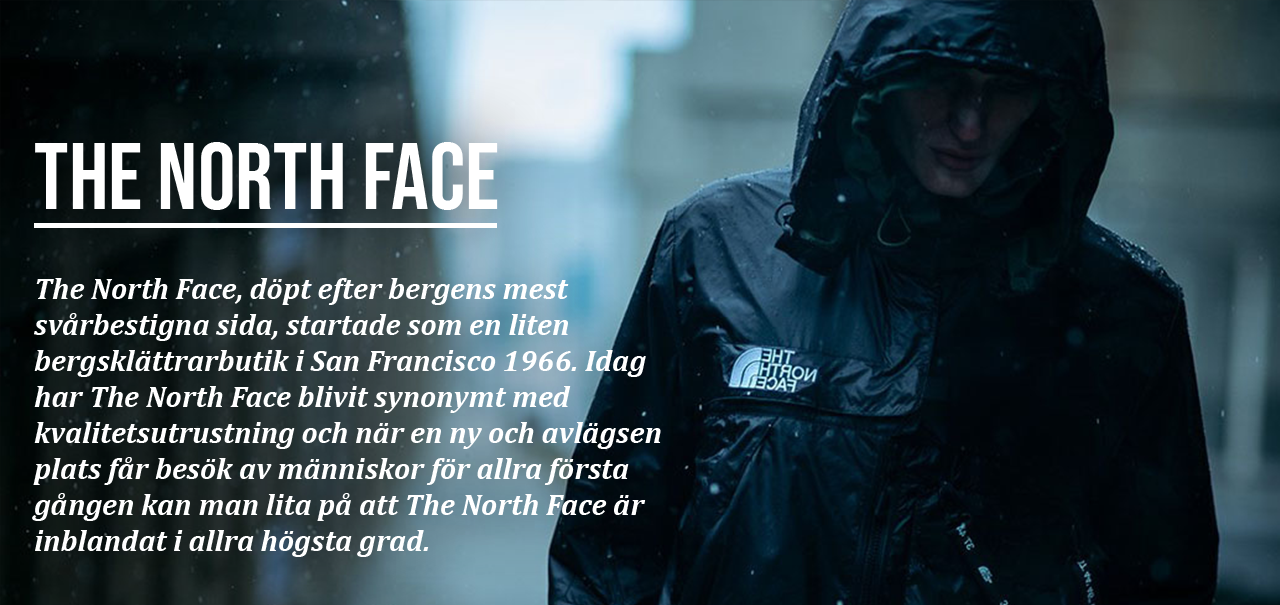 THE NORTH FACE
The North Face, döpt efter bergens mest
svårbestigna sida, startade som en liten
bergsklättrarbutik i San Francisco 1966. Idag
har The North Face blivit synonymt med
kvalitetsutrustning och när en ny och avlägsen
plats får besök av människor för allra första
gången kan man lita på att The North Face är
inblandat i allra högsta grad.
THE
NORTH
FACE